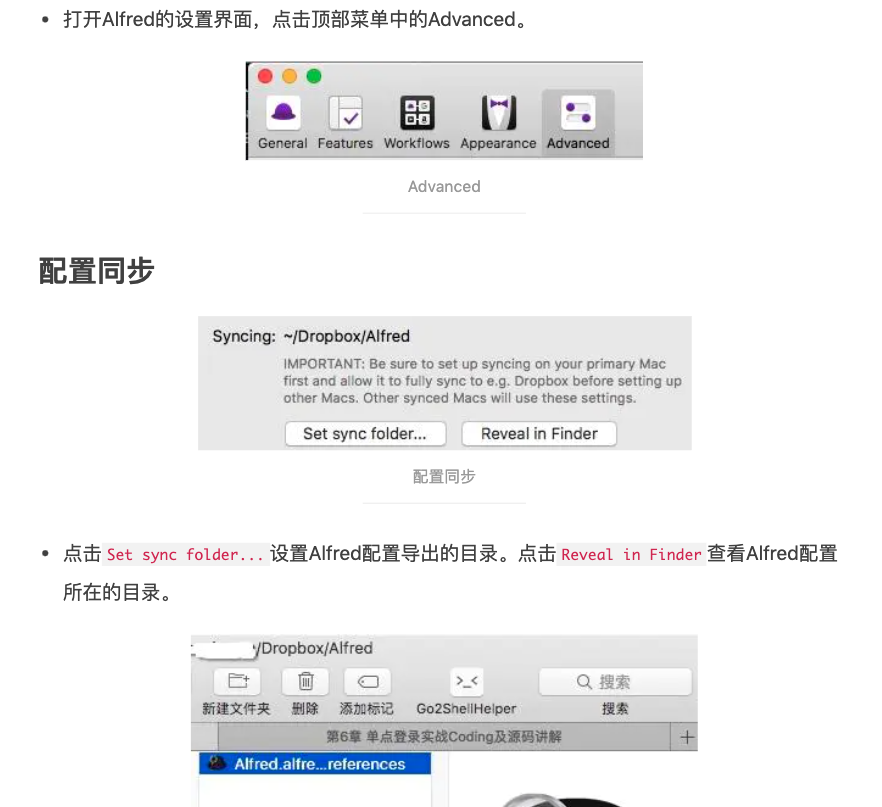 打开Alfred的设置界面，点击顶部菜单中的Advanced。
General Features Workflows Appearance Advanced
Advanced
配置同步
Syncing: ~/Dropbox/Alfred
IMPORTANT: Be sure to set up syncing on your primary Mac
first and allow it to fully sync to e.g. Dropbox before setting up
other Macs. Other synced Macs will use these settings.
Set sync folder... Reveal in Finder
配置同步
点击 Set sync folder... 设置Alfred配置导出的目录。点击 Reveal in Finder 查看Alfred配置
所在的目录。
/Dropbox/Alfred
搜索
新建文件夹 删除 添加标记 Go2ShellHelper 搜索
第6章 单点登录实战Coding及源码讲解
Alfred.alfre...references